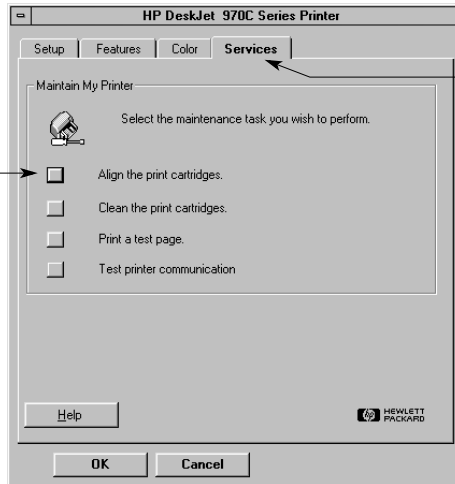 HP DeskJet 970C Series Printer
Setup Features Color Services
Maintain My Printer
Select the maintenance task you wish to perform.
Align the print cartridges.
Clean the print cartridges.
Print a test page.
Test printer communication
Help
hp HEWLETT
PACKARD
OK Cancel